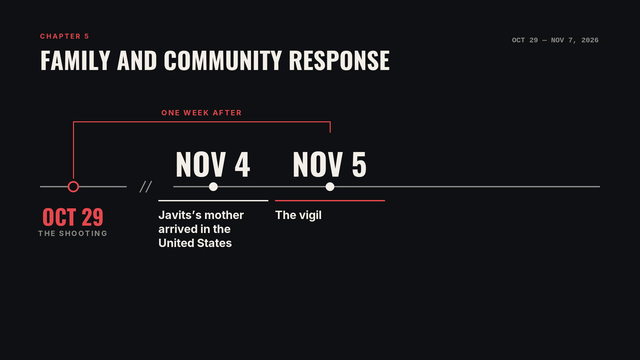 CHAPTER 5
OCT 29 — NOV 7, 2026
FAMILY AND COMMUNITY RESPONSE
ONE WEEK AFTER
NOV 4
NOV 5
//
OCT 29
THE SHOOTING
Javits’s mother
arrived in the
United States
The vigil